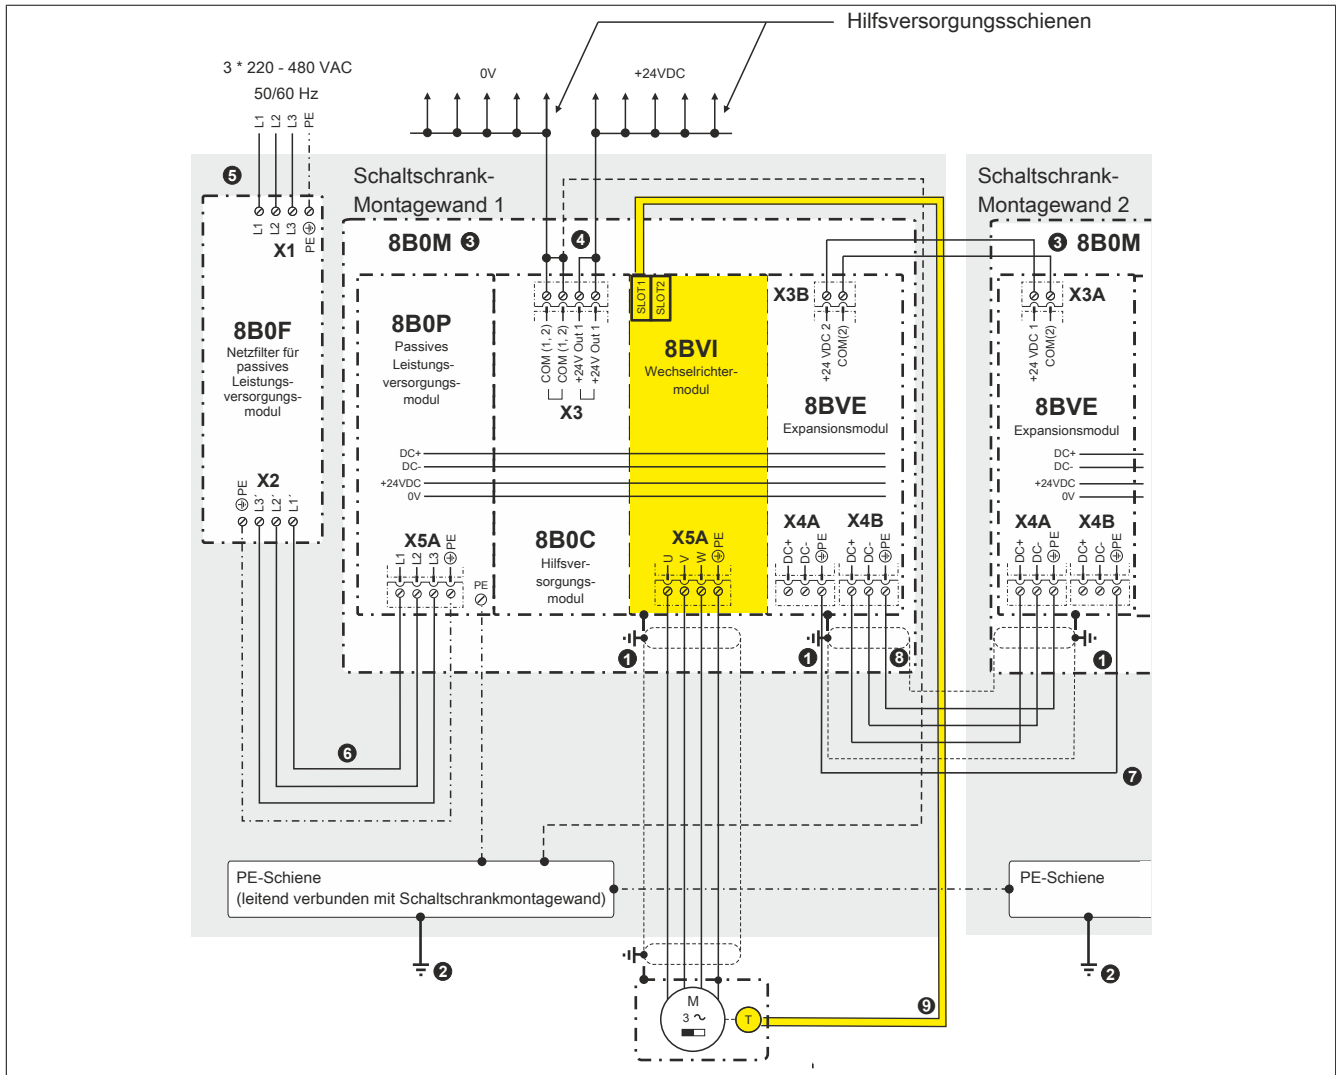 Hilfsversorgungsschienen
3 * 220 - 480 VAC
50/60 Hz
0V
+24VDC
L1
L2
L3
PE
5
Schaltschrank-
Montagewand 1
Schaltschrank-
Montagewand 2
L1
L2
L3
PE
X1
8B0M 3
4
3 8B0M
8B0F
Netzfilter für
passives
Leistungs-
versorgungs-
modul
8B0P
Passives
Leistungs-
versorgungs-
modul
COM (1, 2)
COM (1, 2)
+24V Out 1
+24V Out 1
X3
SLOT1
SLOT2
8BVI
Wechselrichter-
modul
X3B
+24 VDC 2
COM(2)
8BVE
Expansionsmodul
X3A
+24 VDC 1
COM(2)
8BVE
Expansionsmodul
DC+
DC-
+24VDC
0V
DC+
DC-
+24VDC
0V
X2
PE
L3´
L2´
L1´
X5A
L1
L2
L3
PE
PE
8B0C
Hilfsver-
sorgungs-
modul
X5A
U
V
W
PE
X4A
DC+
DC-
PE
X4B
DC+
DC-
PE
X4A
DC+
DC-
PE
X4B
DC+
DC-
PE
1
1
8
1
6
7
PE-Schiene
(leitend verbunden mit Schaltschrankmontagewand)
PE-Schiene
2
2
9
M
3 ~
T